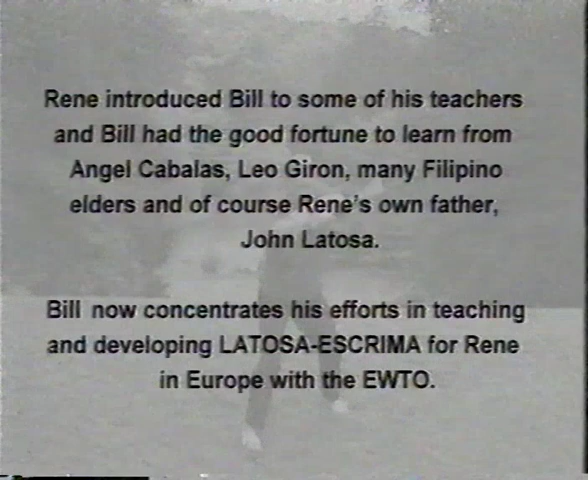 Rene introduced Bill to some of his teachers
and Bill had the good fortune to learn from
Angel Cabalas, Leo Giron, many Filipino
elders and of course Rene's own father,
John Latosa.
Bill now concentrates his efforts in teaching
and developing LATOSA-ESCRIMA for Rene
in Europe with the EWTO.